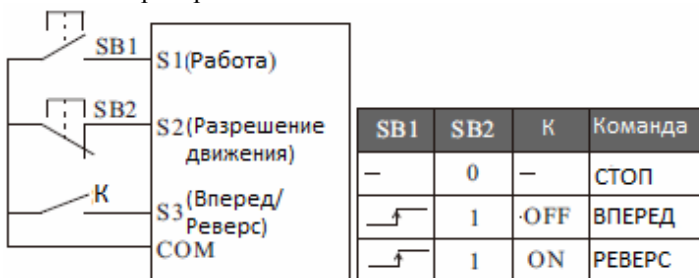 SB1
S1(Работа)
SB2
S2(Разрешение
движения)
K
S3(Вперед/
Реверс)
COM
SB1 SB2 K Команда
— 0 — СТОП
1 ·OFF ВПЕРЕД
1 ON РЕВЕРС